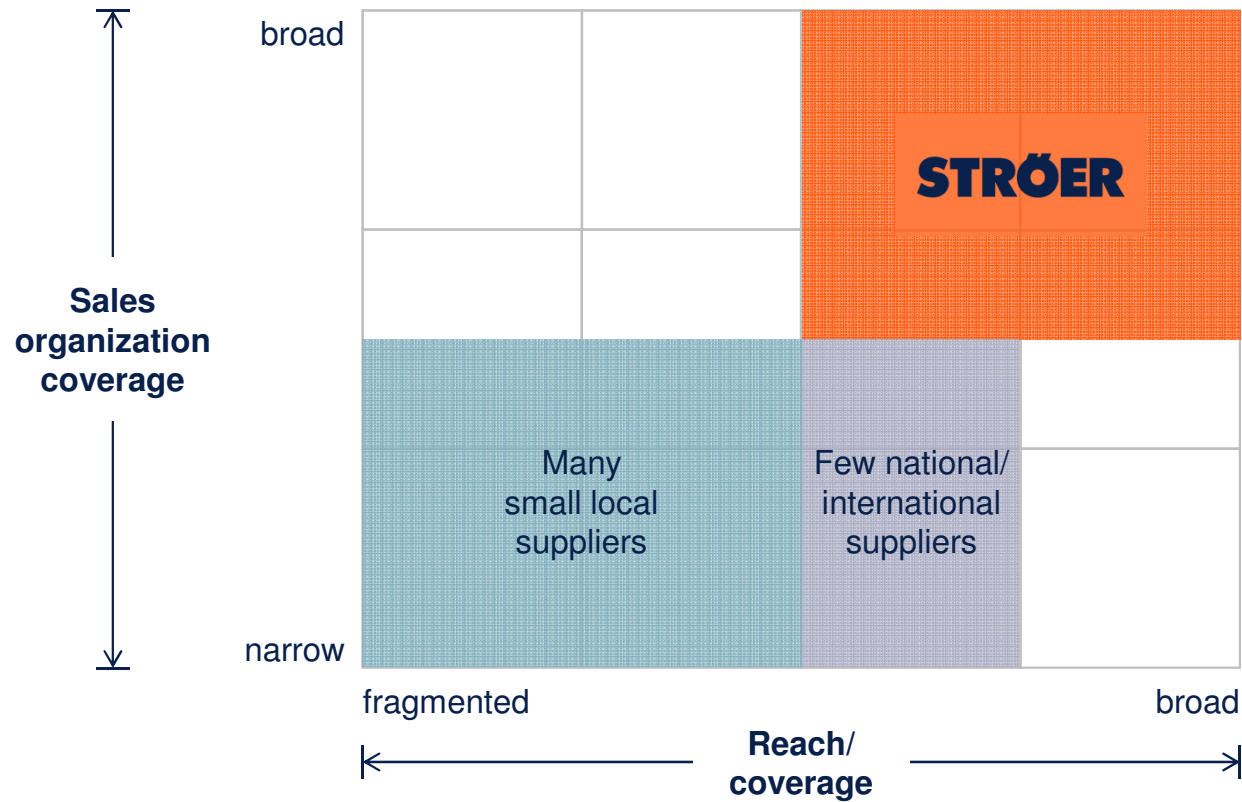 broad
STRÖER
Sales
organization
coverage
Many
small local
suppliers
Few national/
international
suppliers
narrow
fragmented
broad
Reach/
coverage